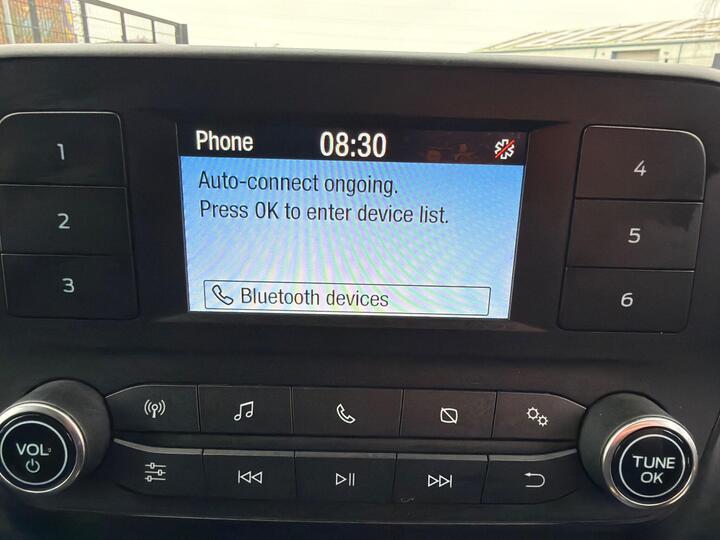 Phone 08:30
Auto-connect ongoing.
Press OK to enter device list.
Bluetooth devices
1
2
3
4
5
6
VOL
TUNE
OK